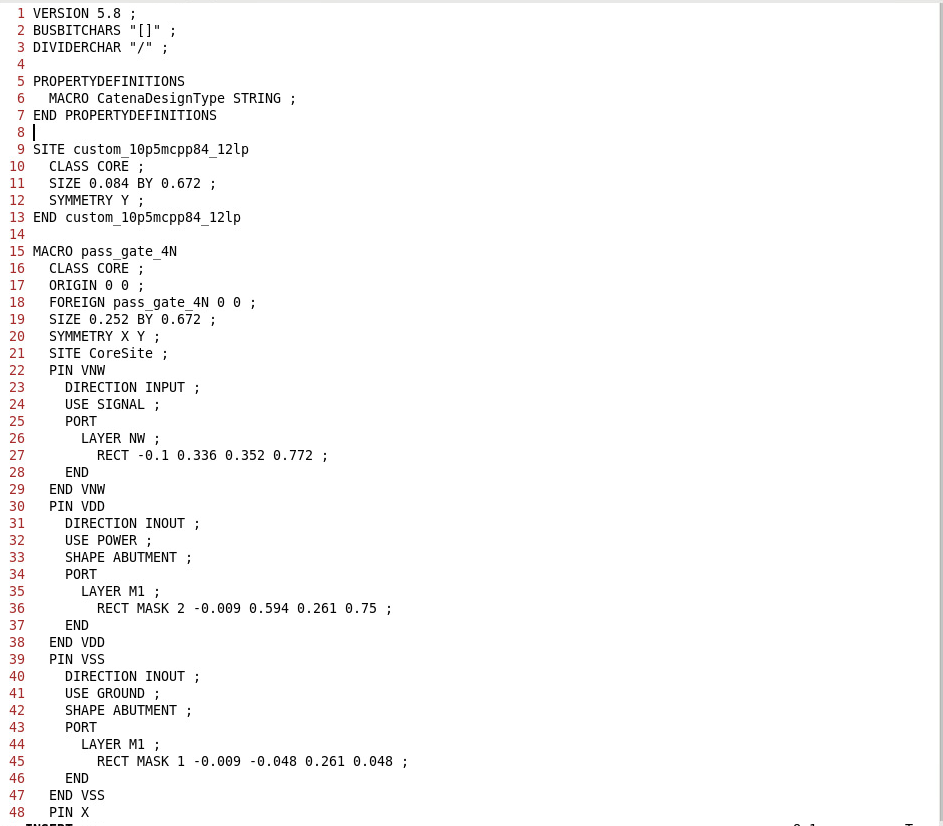 1 VERSION 5.8 ;
2 BUSBITCHARS "[]" ;
3 DIVIDERCHAR "/" ;
4
5 PROPERTYDEFINITIONS
6   MACRO CatenaDesignType STRING ;
7 END PROPERTYDEFINITIONS
8
9 SITE custom_10p5mcpp84_12lp
10   CLASS CORE ;
11   SIZE 0.084 BY 0.672 ;
12   SYMMETRY Y ;
13 END custom_10p5mcpp84_12lp
14
15 MACRO pass_gate_4N
16   CLASS CORE ;
17   ORIGIN 0 0 ;
18   FOREIGN pass_gate_4N 0 0 ;
19   SIZE 0.252 BY 0.672 ;
20   SYMMETRY X Y ;
21   SITE CoreSite ;
22   PIN VNW
23     DIRECTION INPUT ;
24     USE SIGNAL ;
25     PORT
26       LAYER NW ;
27         RECT -0.1 0.336 0.352 0.772 ;
28     END
29   END VNW
30   PIN VDD
31     DIRECTION INOUT ;
32     USE POWER ;
33     SHAPE ABUTMENT ;
34     PORT
35       LAYER M1 ;
36         RECT MASK 2 -0.009 0.594 0.261 0.75 ;
37     END
38   END VDD
39   PIN VSS
40     DIRECTION INOUT ;
41     USE GROUND ;
42     SHAPE ABUTMENT ;
43     PORT
44       LAYER M1 ;
45         RECT MASK 1 -0.009 -0.048 0.261 0.048 ;
46     END
47   END VSS
48   PIN X